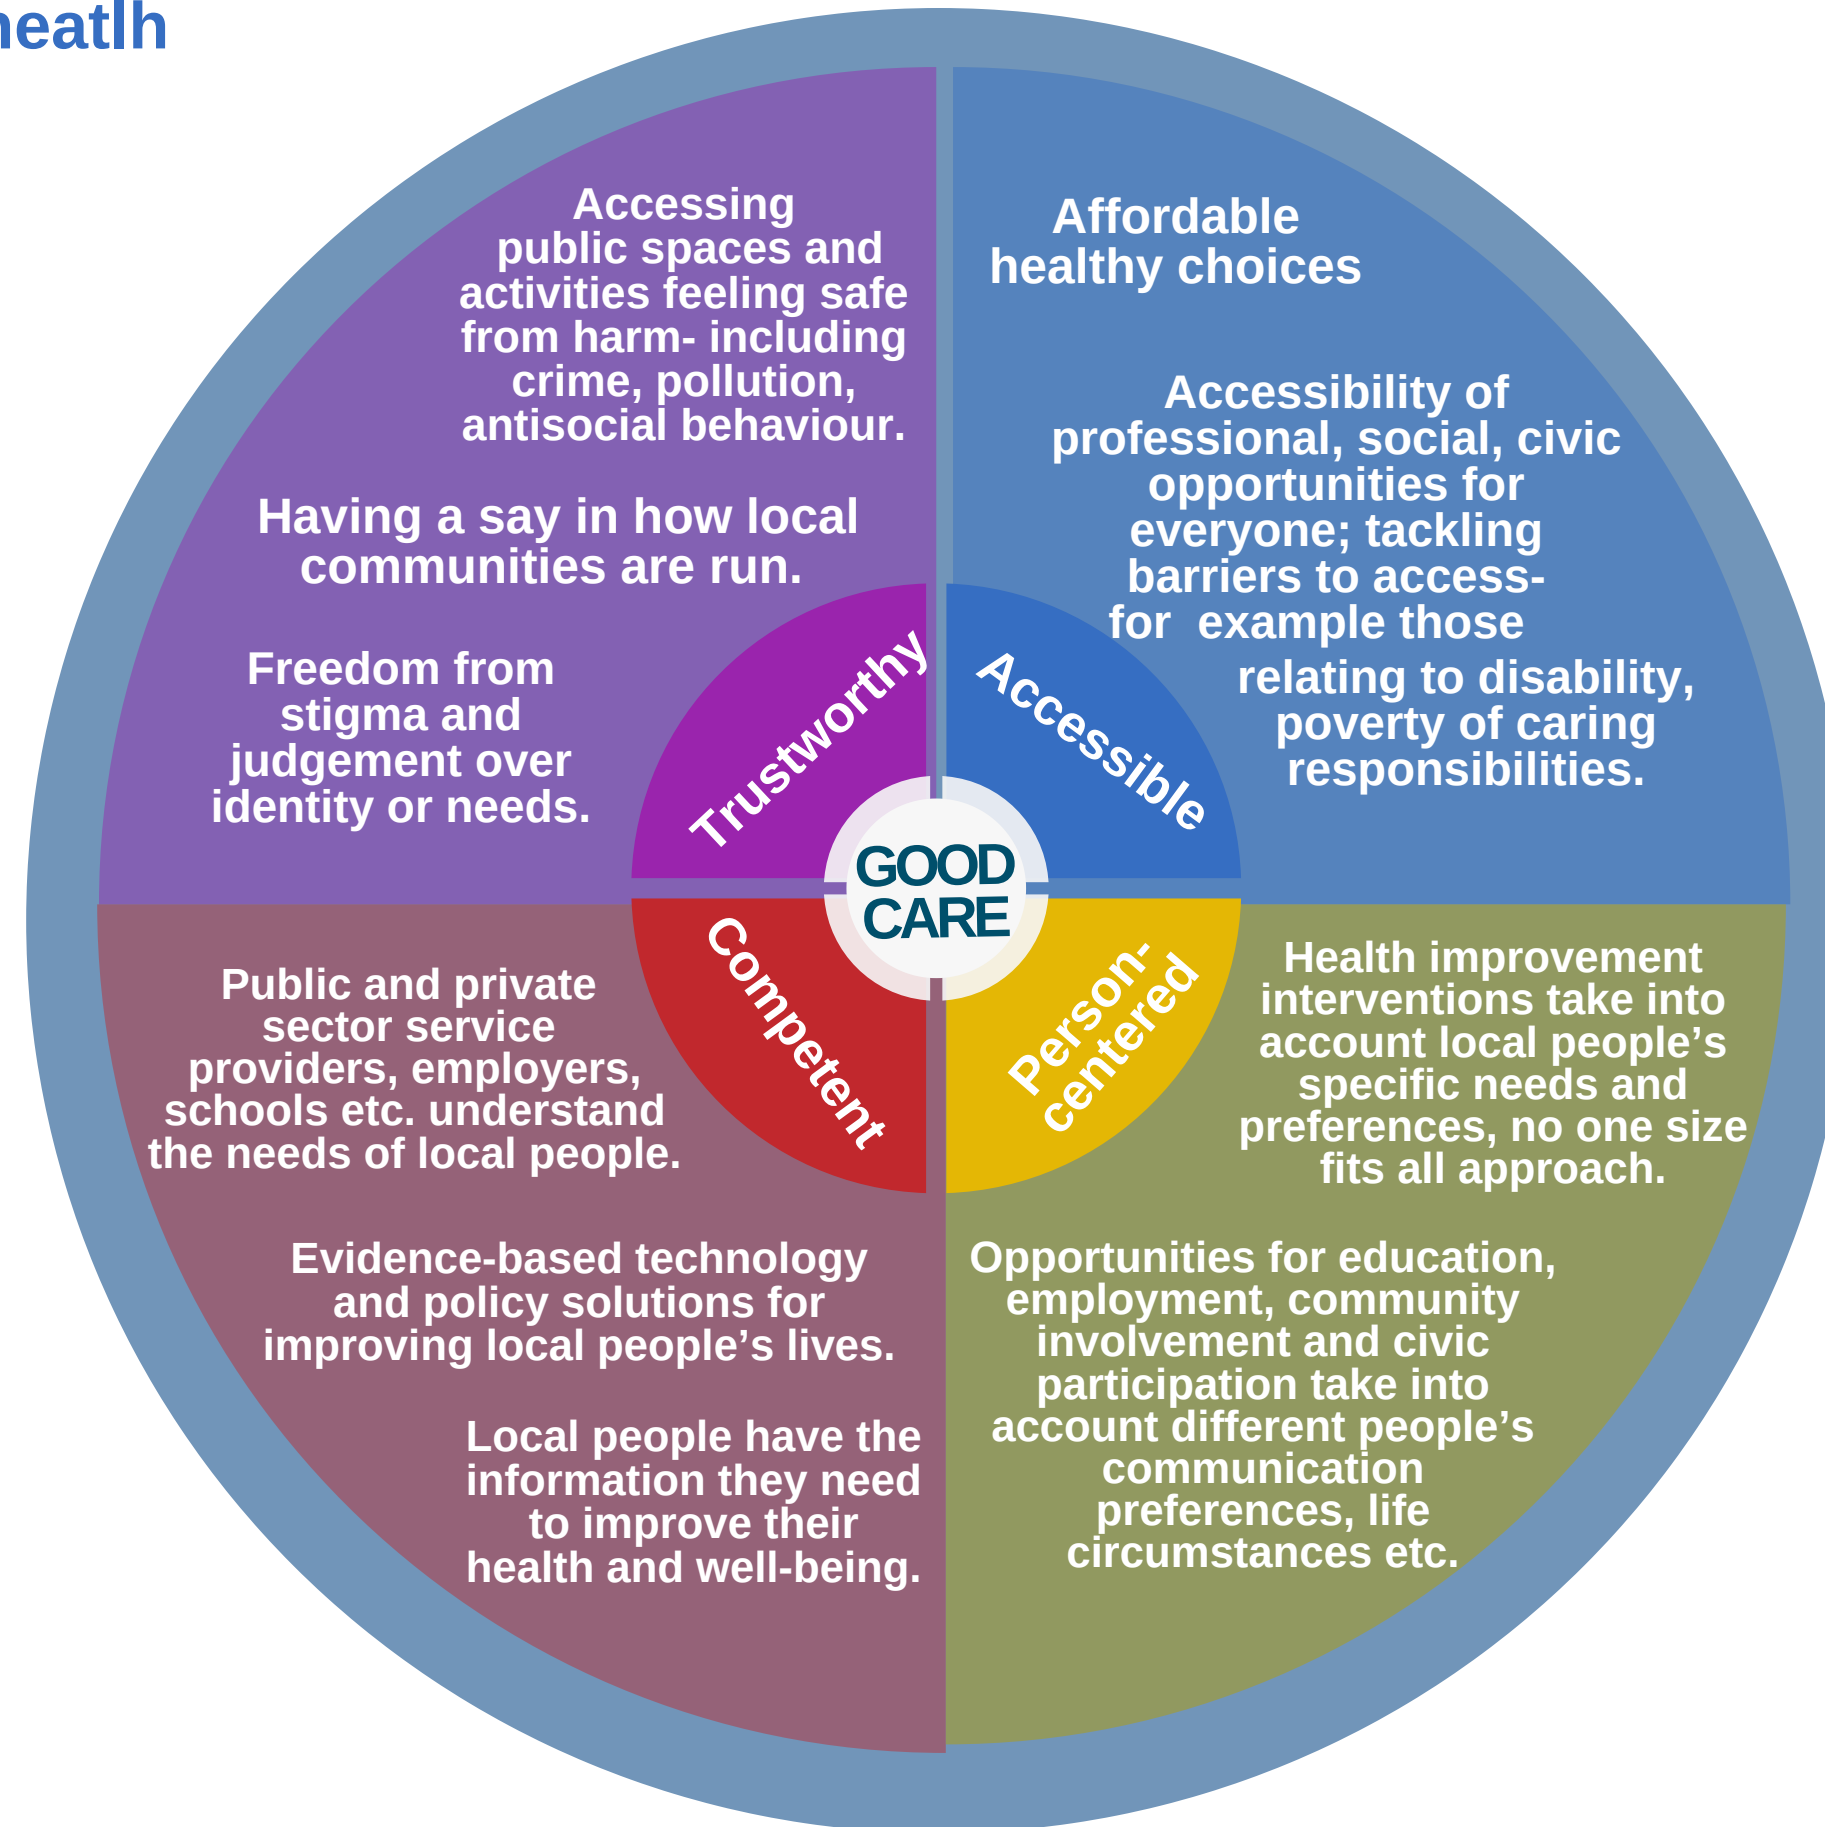 heatlh
Accessing
public spaces and
activities feeling safe
from harm- including
crime, pollution,
antisocial behaviour.
Having a say in how local
communities are run.
Freedom from
stigma and
judgement over
identity or needs.
Affordable
healthy choices
Accessibility of
professional, social, civic
opportunities for
everyone; tackling
barriers to access-
for example those
relating to disability,
poverty of caring
responsibilities.
Trustworthy
Accessible
GOOD
CARE
Competent
Person-
centered
Public and private
sector service
providers, employers,
schools etc. understand
the needs of local people.
Evidence-based technology
and policy solutions for
improving local people’s lives.
Local people have the
information they need
to improve their
health and well-being.
Health improvement
interventions take into
account local people’s
specific needs and
preferences, no one size
fits all approach.
Opportunities for education,
employment, community
involvement and civic
participation take into
account different people’s
communication
preferences, life
circumstances etc.